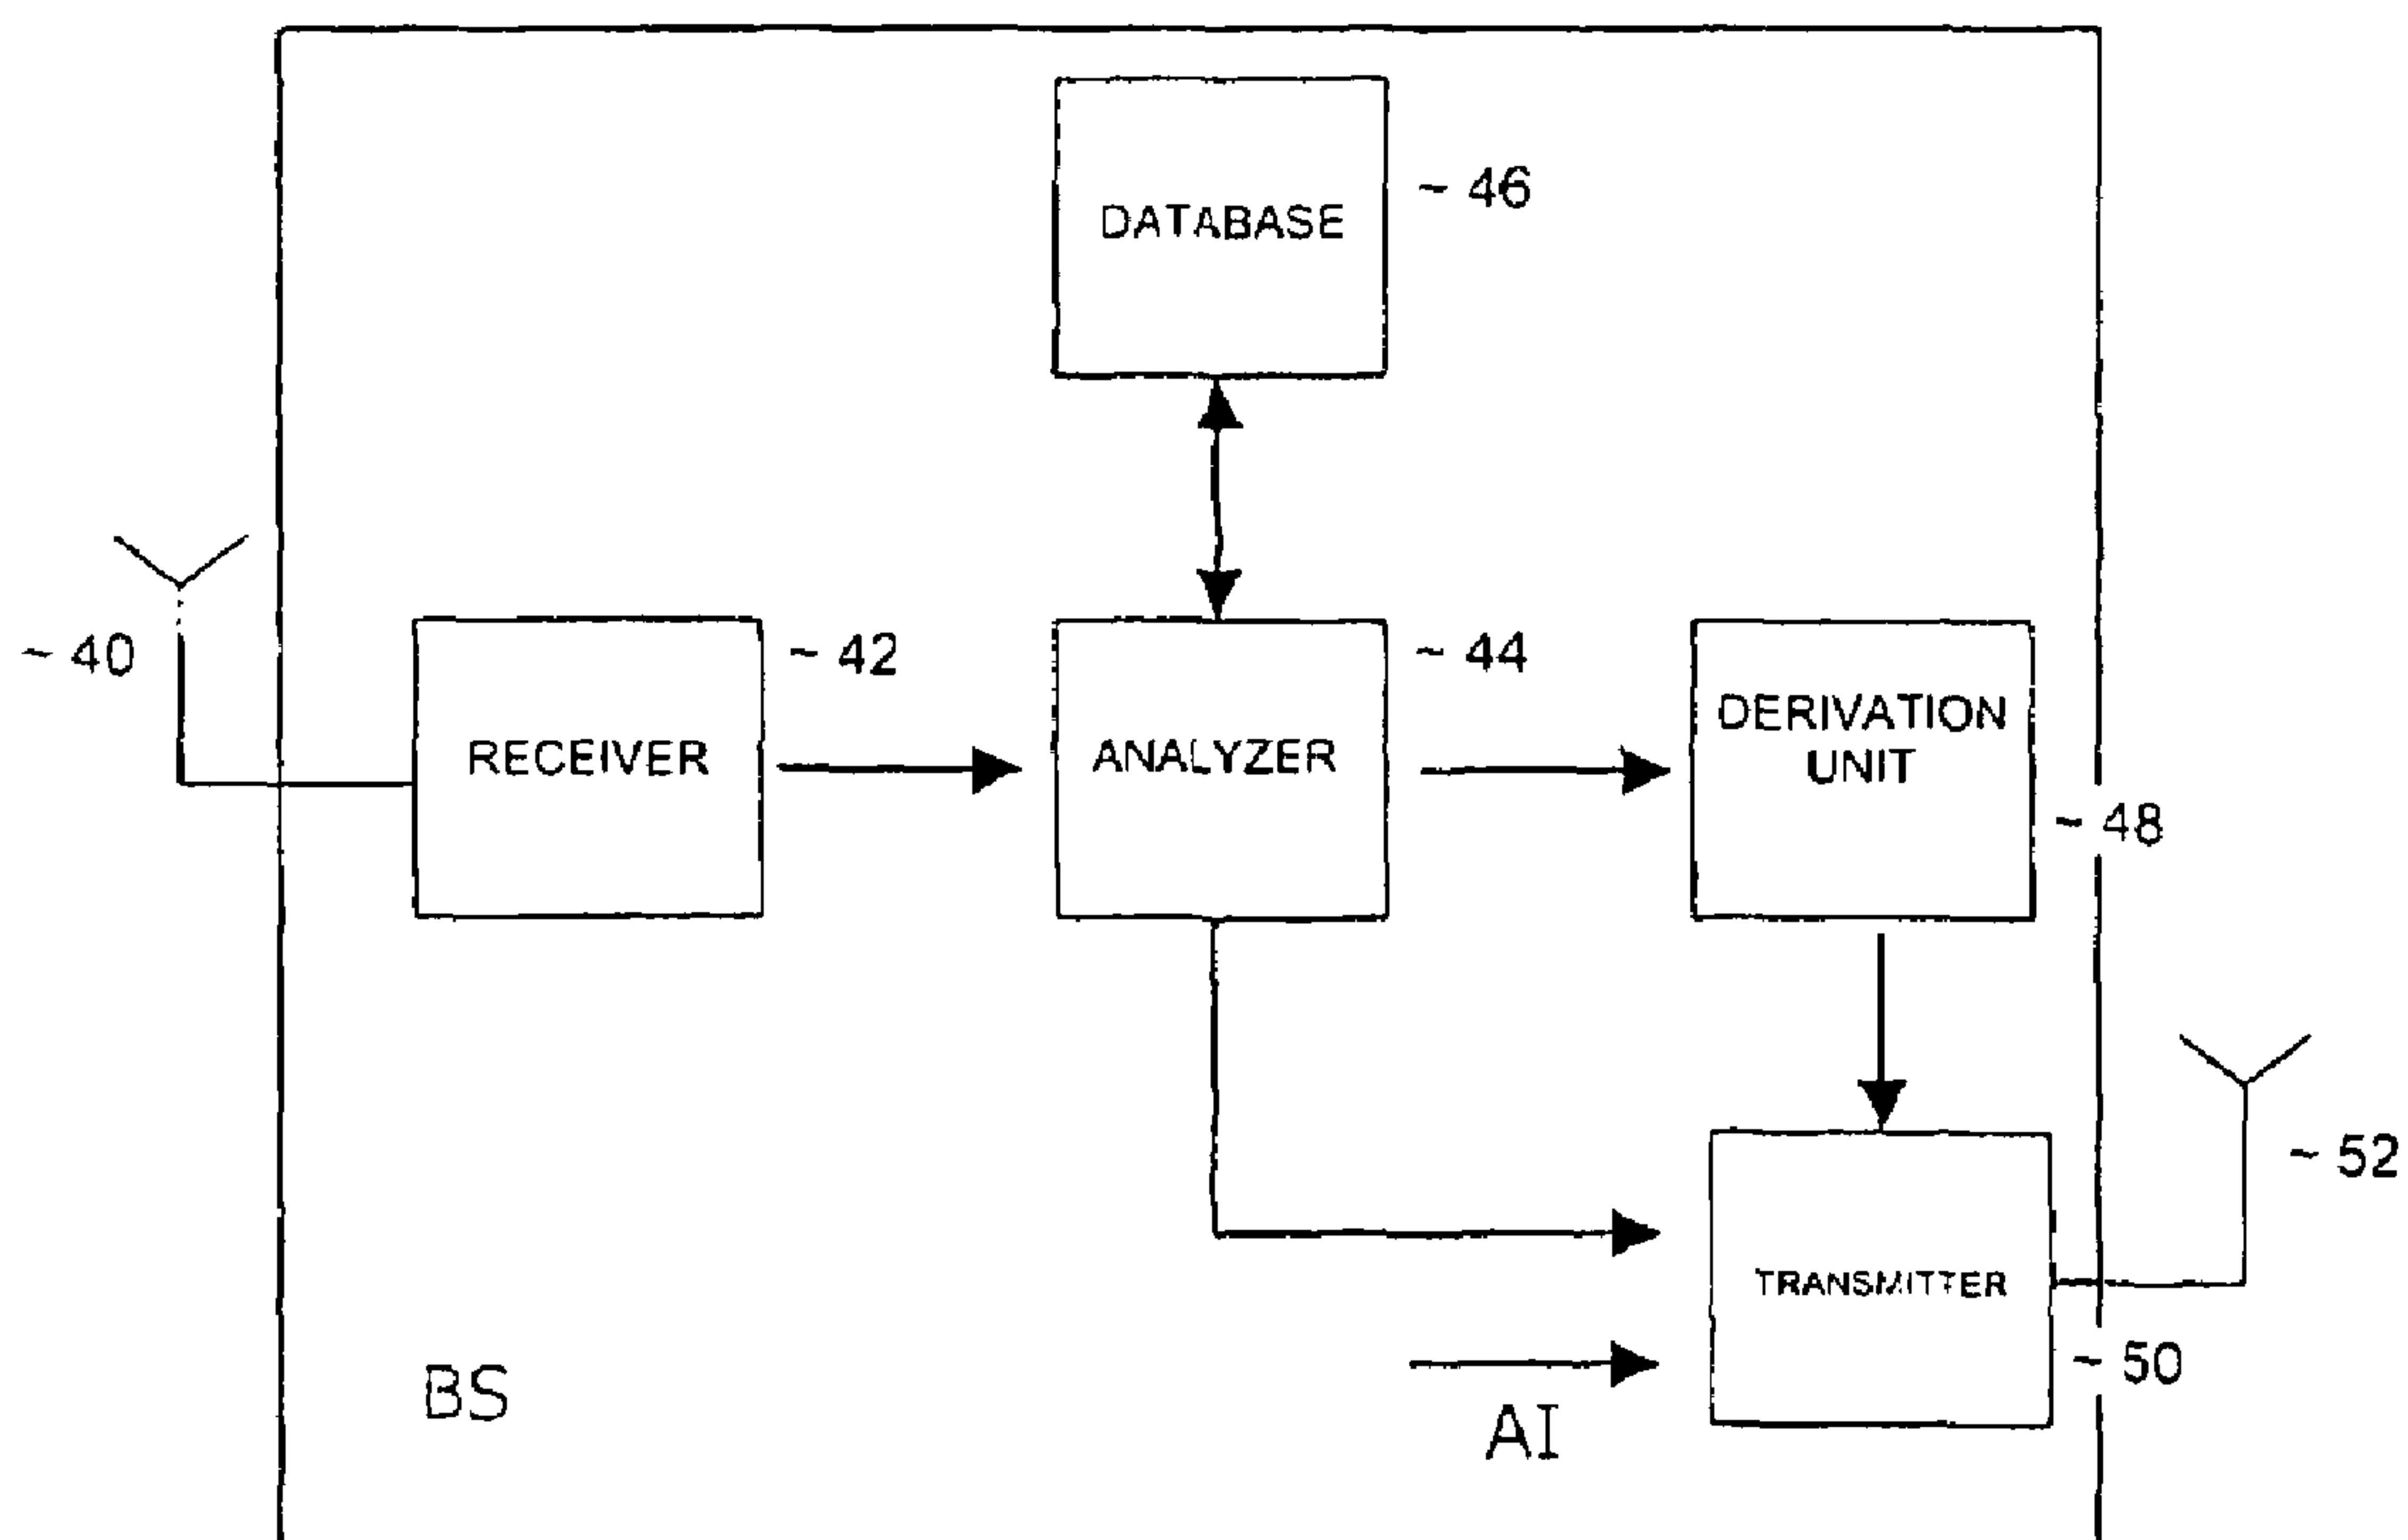 DATABASE
~ 46
~ 40
RECEIVER
~ 42
ANALYZER
~ 44
DERIVATION
UNIT
~ 48
TRANSMITTER
~ 52
~ 50
BS
AI